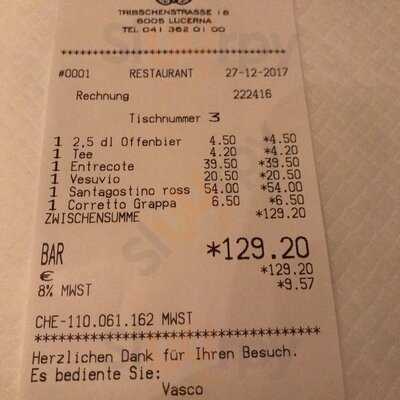 TRIBSCHENSTRASSE 16
6005 LUCERNA
TEL 041 362 01 00
*********************************
#0001 RESTAURANT 27-12-2017
Rechnung 222416
Tischnummer 3
1 2,5 dl Offenbier 4.50 *4.50
1 Tee 4.20 *4.20
1 Entrecote 39.50 *39.50
1 Vesuvio 20.50 *20.50
1 Santagostino ross 54.00 *54.00
1 Corretto Grappa 6.50 *6.50
ZWISCHENSUMME *129.20
BAR *129.20
€ *129.20
8% MWST *9.57
CHE-110.061.162 MWST
*********************************
Herzlichen Dank für Ihren Besuch.
Es bediente Sie:
Vasco